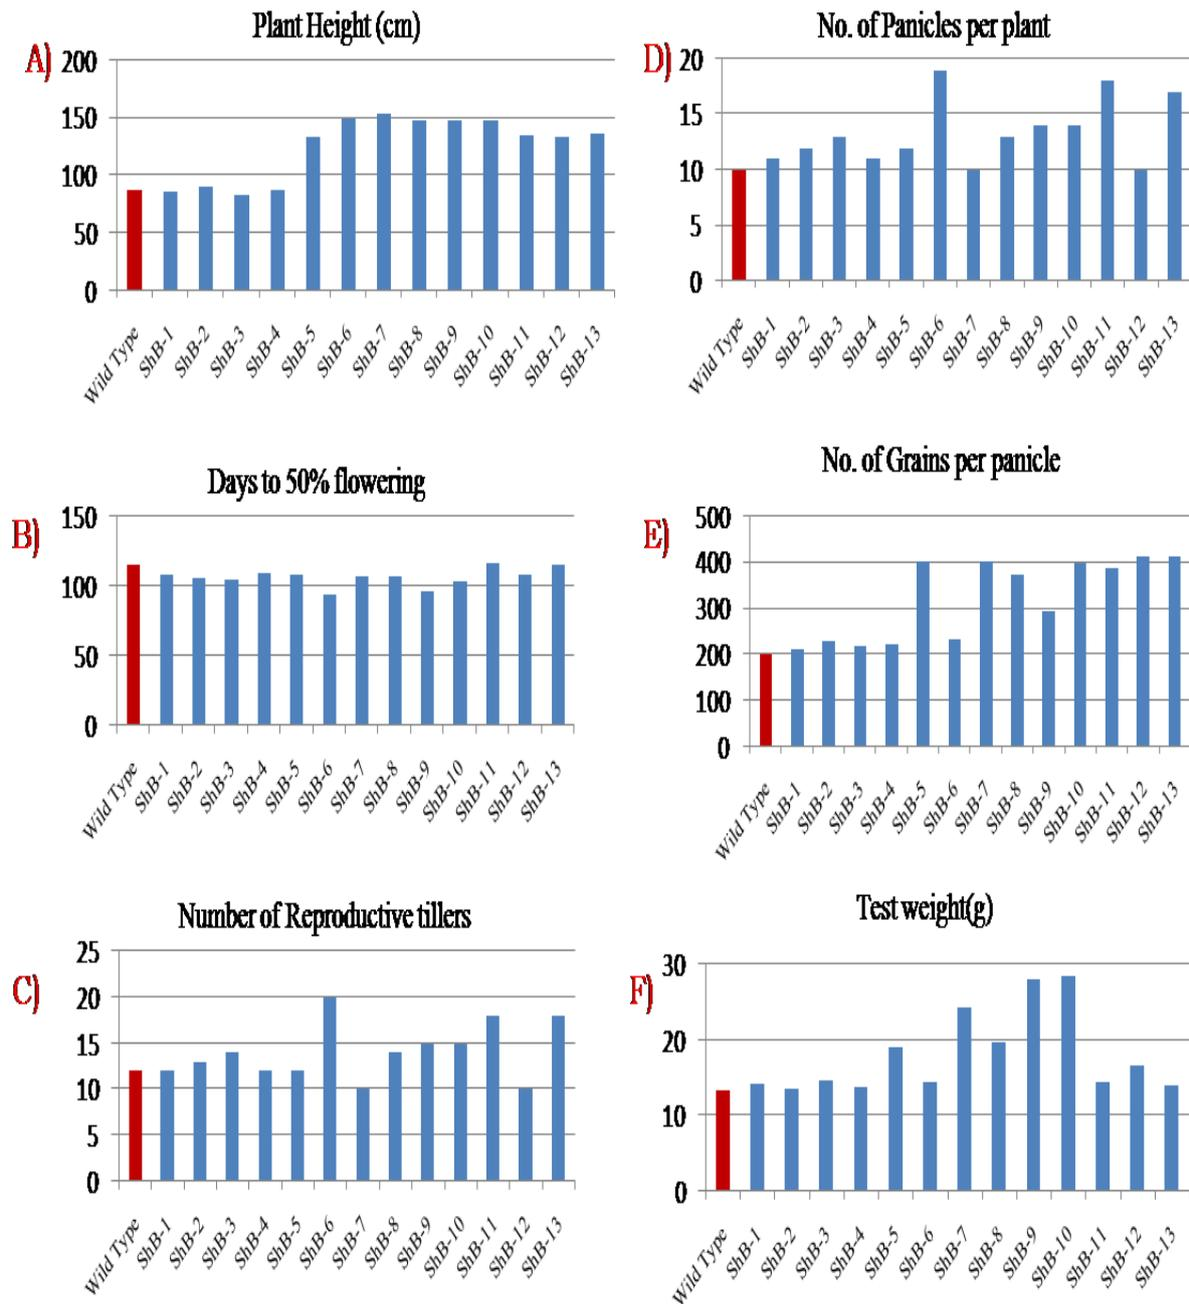 A)
Plant Height (cm)
200
150
100
50
0
Wild Type ShB-1 ShB-2 ShB-3 ShB-4 ShB-5 ShB-6 ShB-7 ShB-8 ShB-9 ShB-10 ShB-11 ShB-12 ShB-13
D)
No. of Panicles per plant
20
15
10
5
0
Wild Type ShB-1 ShB-2 ShB-3 ShB-4 ShB-5 ShB-6 ShB-7 ShB-8 ShB-9 ShB-10 ShB-11 ShB-12 ShB-13
B)
Days to 50% flowering
150
100
50
0
Wild Type ShB-1 ShB-2 ShB-3 ShB-4 ShB-5 ShB-6 ShB-7 ShB-8 ShB-9 ShB-10 ShB-11 ShB-12 ShB-13
E)
No. of Grains per panicle
500
400
300
200
100
0
Wild Type ShB-1 ShB-2 ShB-3 ShB-4 ShB-5 ShB-6 ShB-7 ShB-8 ShB-9 ShB-10 ShB-11 ShB-12 ShB-13
C)
Number of Reproductive tillers
25
20
15
10
5
0
Wild Type ShB-1 ShB-2 ShB-3 ShB-4 ShB-5 ShB-6 ShB-7 ShB-8 ShB-9 ShB-10 ShB-11 ShB-12 ShB-13
F)
Test weight(g)
30
20
10
0
Wild Type ShB-1 ShB-2 ShB-3 ShB-4 ShB-5 ShB-6 ShB-7 ShB-8 ShB-9 ShB-10 ShB-11 ShB-12 ShB-13